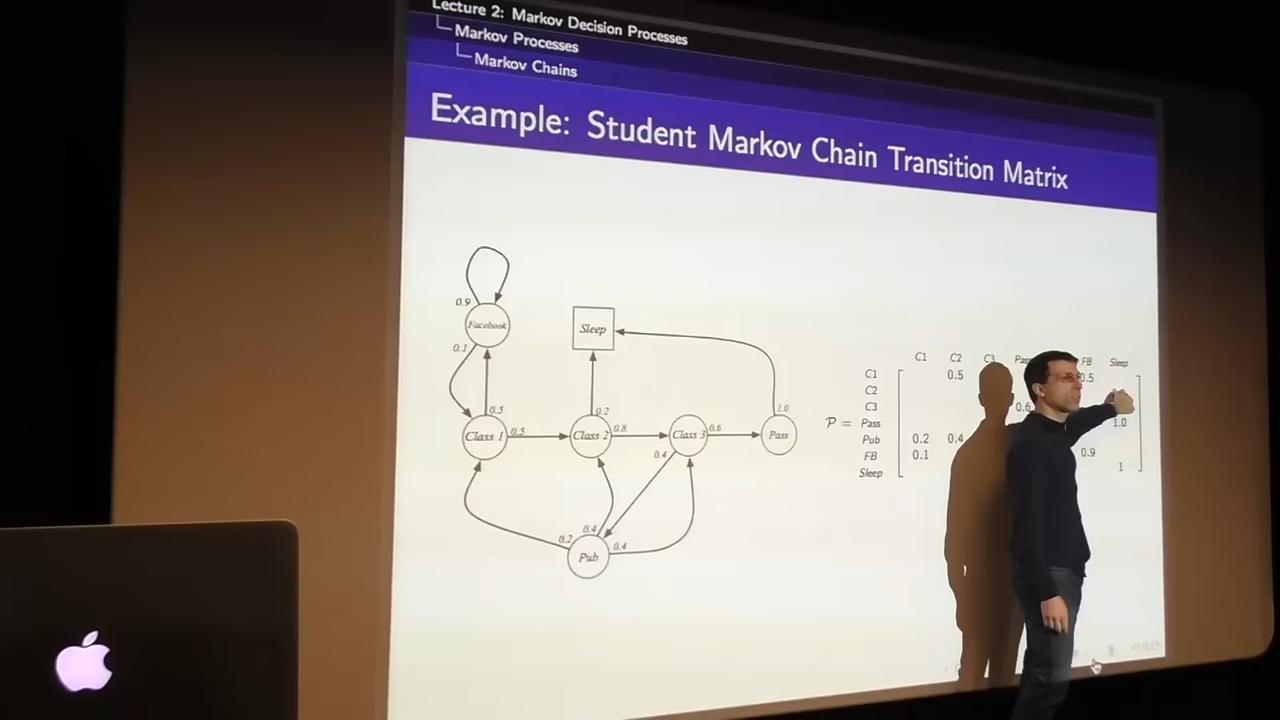 Lecture 2: Markov Decision Processes
Markov Processes
Markov Chains
Example: Student Markov Chain Transition Matrix
0.9
Facebook
0.1
Sleep
0.5
0.2
1.0
Class 1
0.5
Class 2
0.8
Class 3
0.6
Pass
0.4
0.4
0.2
0.4
Pub
C1 C2 C3 Pass FB Sleep
C1 0.5 0.5
C2
C3 0.6
Pass 1.0
P = Pub 0.2 0.4
FB 0.1 0.9
Sleep 1